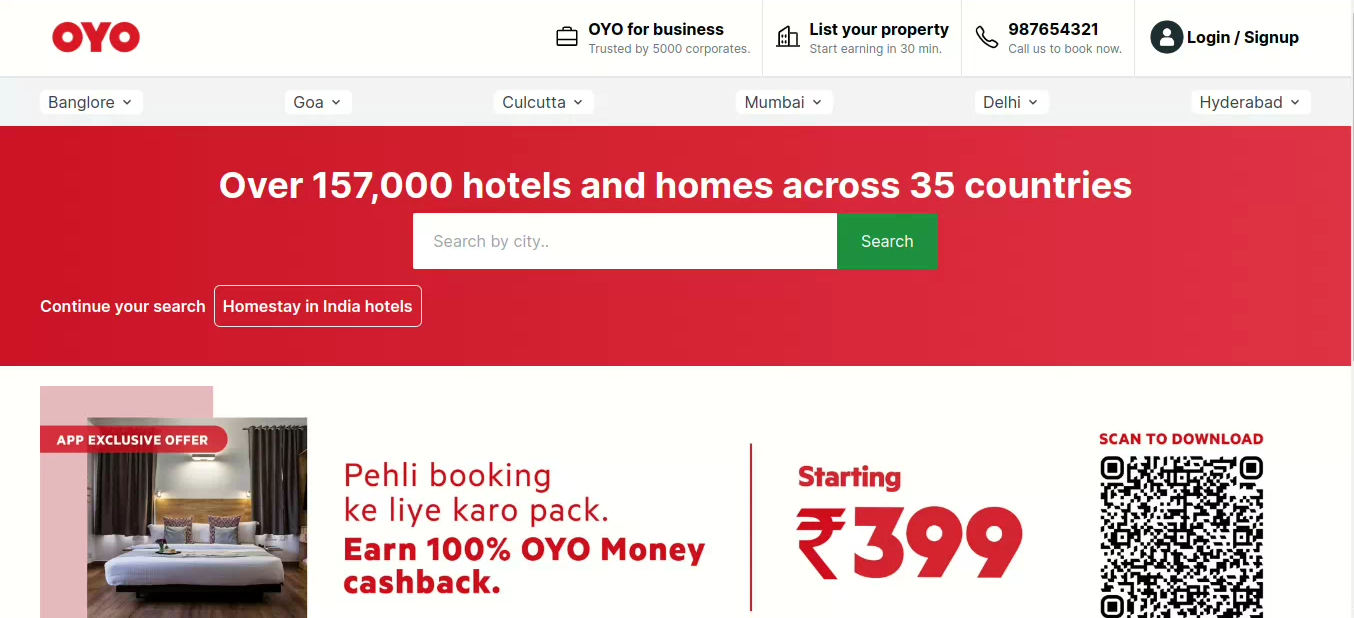 OYO
OYO for business
Trusted by 5000 corporates.
List your property
Start earning in 30 min.
987654321
Call us to book now.
Login / Signup
Banglore
Goa
Culcutta
Mumbai
Delhi
Hyderabad
Over 157,000 hotels and homes across 35 countries
Search by city..
Search
Continue your search
Homestay in India hotels
APP EXCLUSIVE OFFER
Pehli booking
ke liye karo pack.
Earn 100% OYO Money
cashback.
Starting
₹399
SCAN TO DOWNLOAD